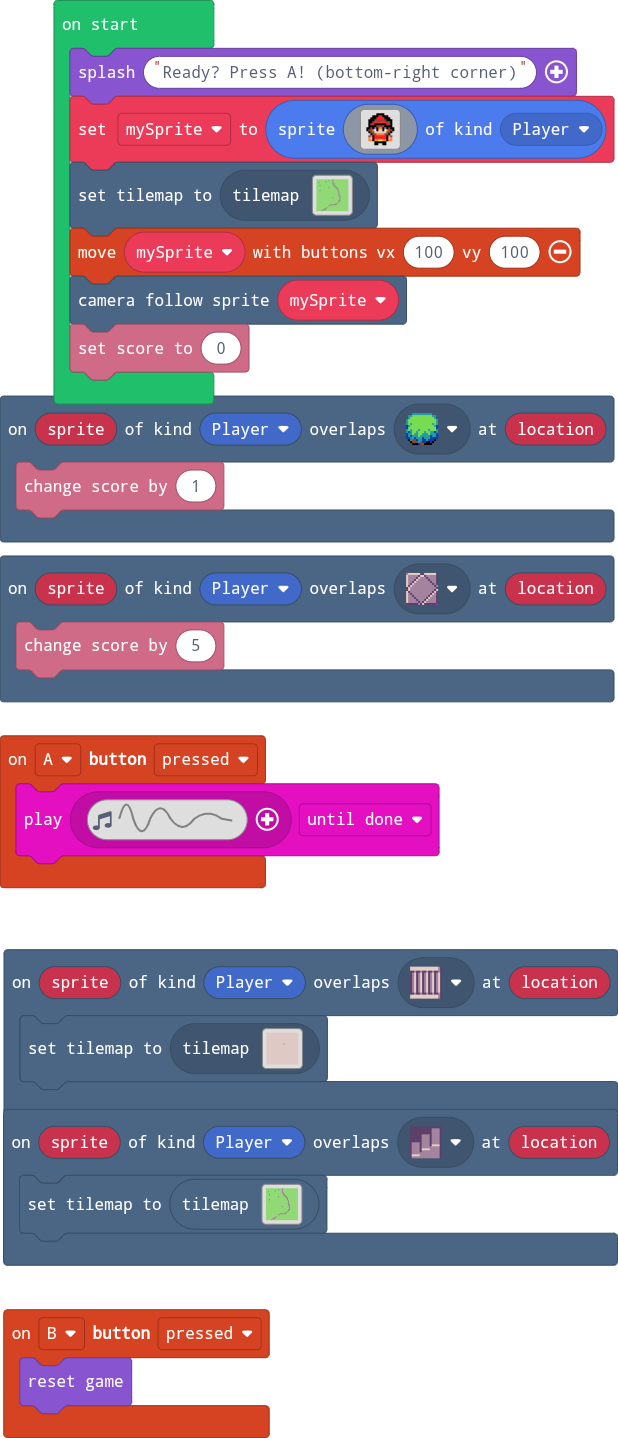 on start
splash "Ready? Press A! (bottom-right corner)"
set mySprite to sprite of kind Player
set tilemap to tilemap
move mySprite with buttons vx 100 vy 100
camera follow sprite mySprite
set score to 0
on sprite of kind Player overlaps at location
change score by 1
on sprite of kind Player overlaps at location
change score by 5
on A button pressed
play until done
on sprite of kind Player overlaps at location
set tilemap to tilemap
on sprite of kind Player overlaps at location
set tilemap to tilemap
on B button pressed
reset game